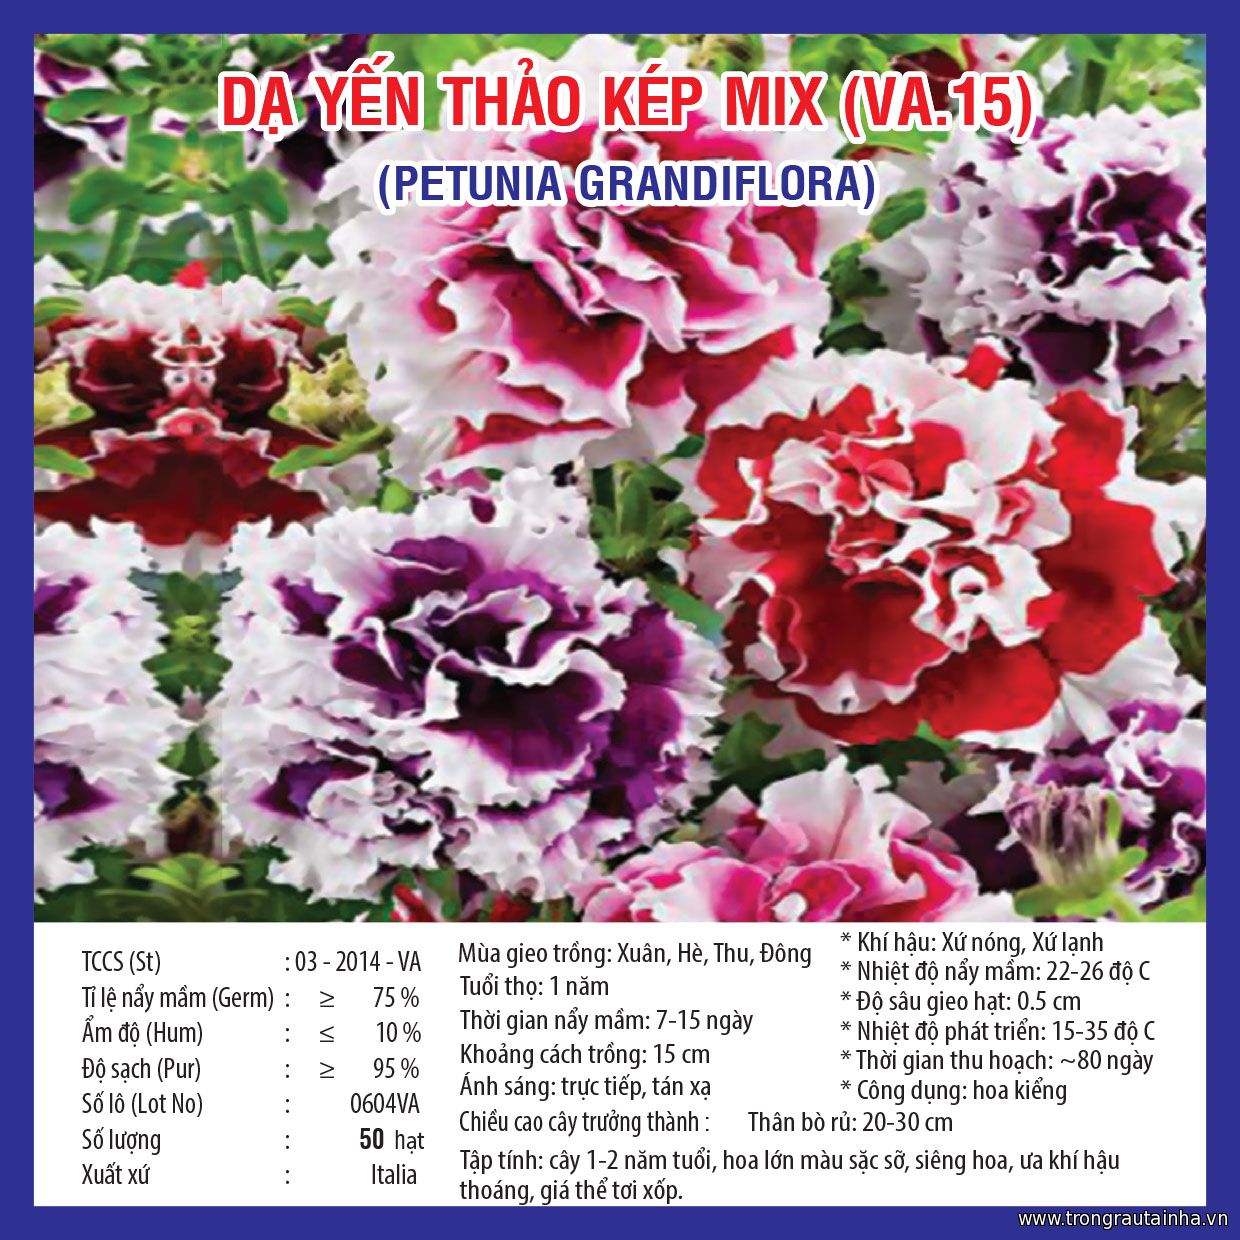 DẠ YẾN THẢO KÉP MIX (VA.15)
(PETUNIA GRANDIFLORA)
TCCS (St) : 03 - 2014 - VA
Tỉ lệ nẩy mầm (Germ) : ≥ 75 %
Ẩm độ (Hum) : ≤ 10 %
Độ sạch (Pur) : ≥ 95 %
Số lô (Lot No) : 0604VA
Số lượng : 50 hạt
Xuất xứ : Italia
Mùa gieo trồng: Xuân, Hè, Thu, Đông
Tuổi thọ: 1 năm
Thời gian nẩy mầm: 7-15 ngày
Khoảng cách trồng: 15 cm
Ánh sáng: trực tiếp, tán xạ
Chiều cao cây trưởng thành : Thân bò rủ: 20-30 cm
Tập tính: cây 1-2 năm tuổi, hoa lớn màu sặc sỡ, siêng hoa, ưa khí hậu
thoáng, giá thể tơi xốp.
* Khí hậu: Xứ nóng, Xứ lạnh
* Nhiệt độ nẩy mầm: 22-26 độ C
* Độ sâu gieo hạt: 0.5 cm
* Nhiệt độ phát triển: 15-35 độ C
* Thời gian thu hoạch: ~80 ngày
* Công dụng: hoa kiểng
www.trongrautainha.vn